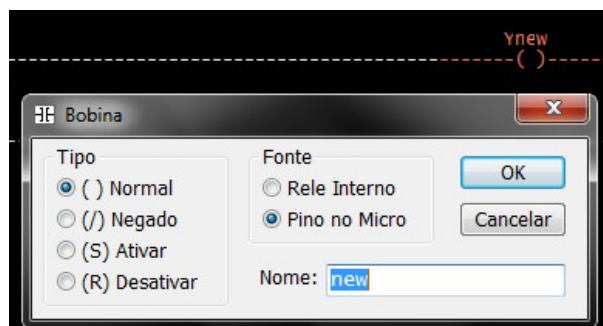 Ynew
( )
Bobina
Tipo
( ) Normal
(/) Negado
(S) Ativar
(R) Desativar
Fonte
Rele Interno
Pino no Micro
Nome: new
OK
Cancelar